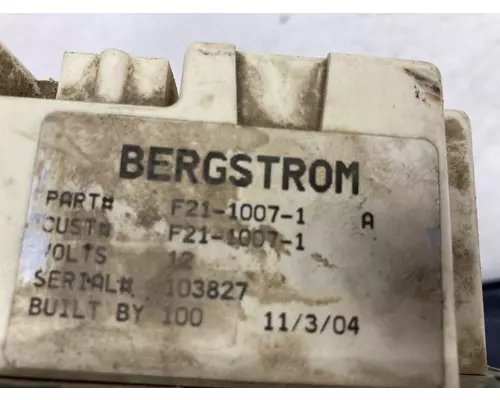 BERGSTROM
PART# F21-1007-1 A
CUST# F21-1007-1
VOLTS 12
SERIAL# 103827
BUILT BY 100 11/3/04